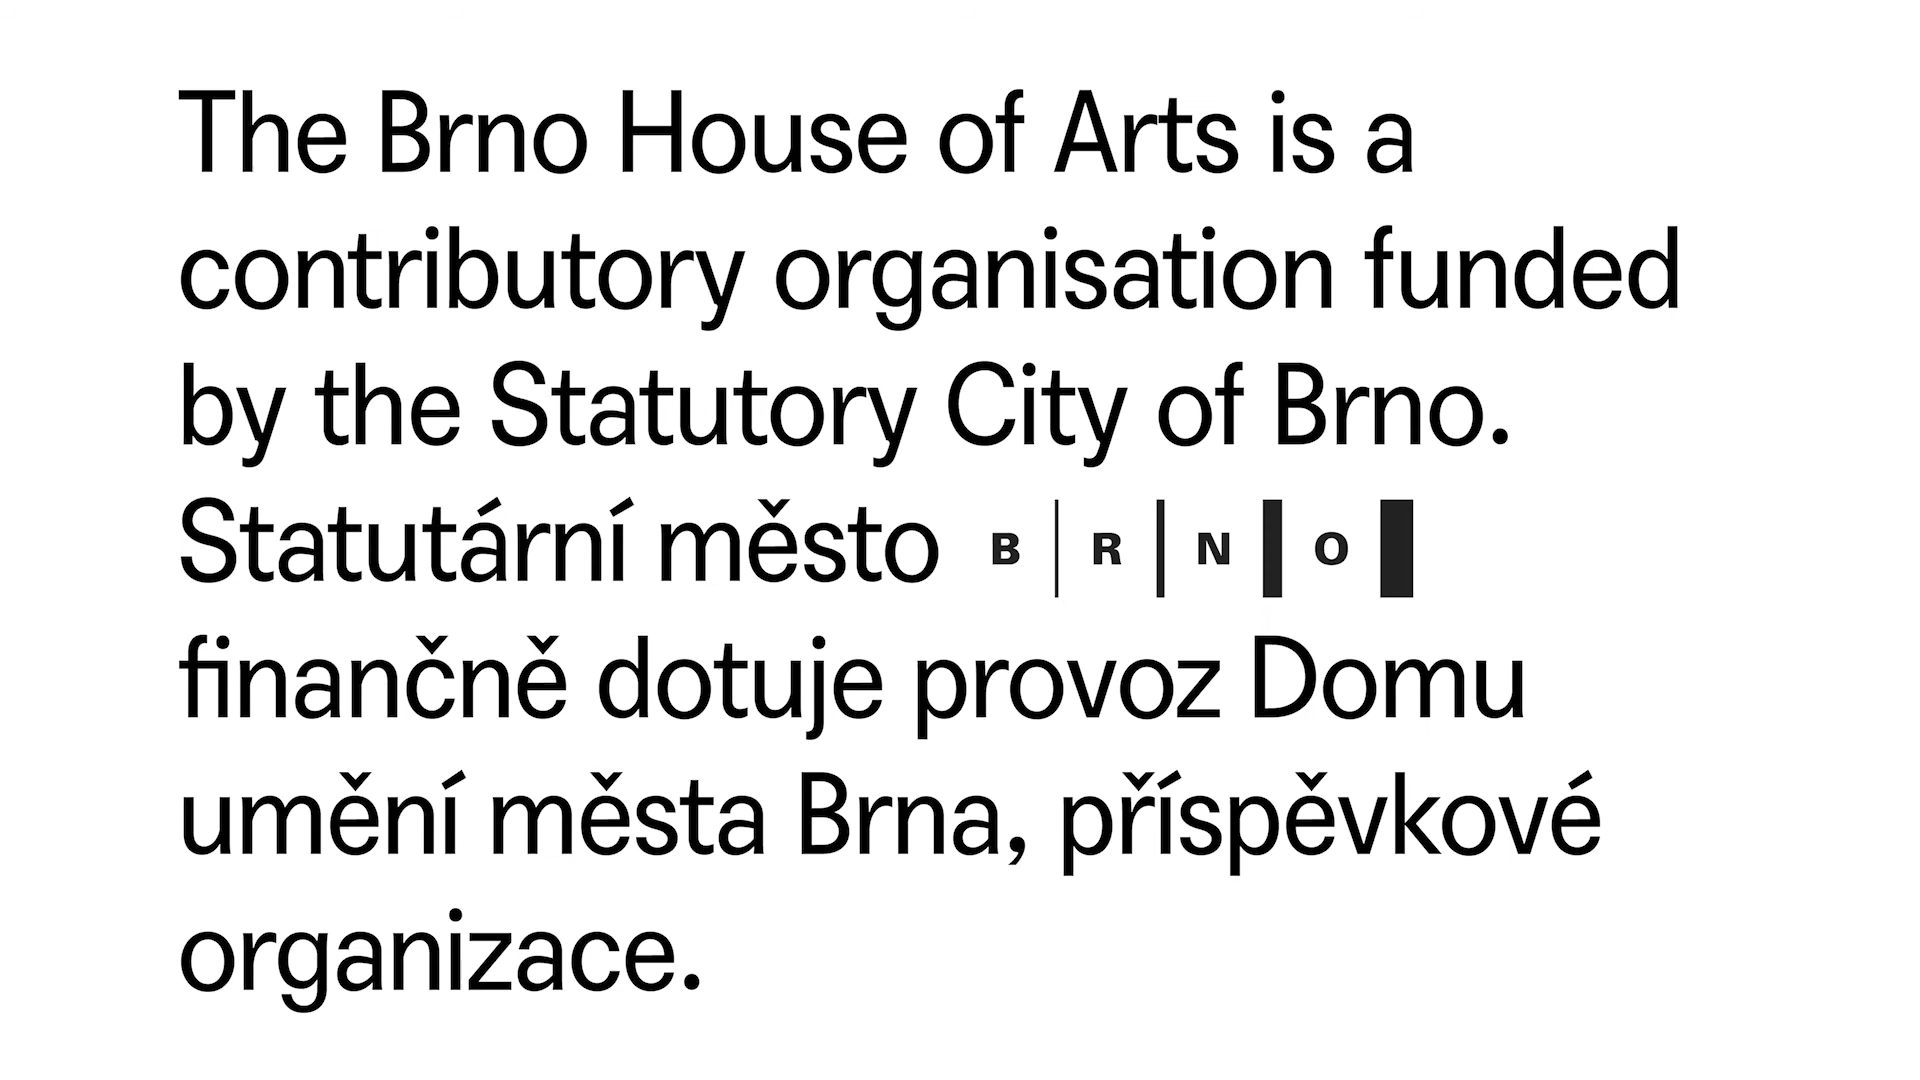 The Brno House of Arts is a
contributory organisation funded
by the Statutory City of Brno.
Statutární město B R N O
finančně dotuje provoz Domu
umění města Brna, příspěvkové
organizace.